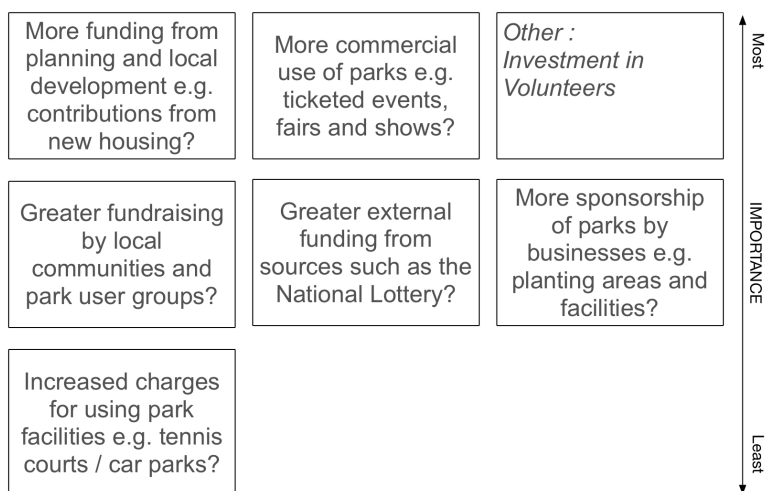 More funding from
planning and local
development e.g.
contributions from
new housing?
More commercial
use of parks e.g.
ticketed events,
fairs and shows?
Other :
Investment in
Volunteers
Most
Greater fundraising
by local
communities and
park user groups?
Greater external
funding from
sources such as the
National Lottery?
More sponsorship
of parks by
businesses e.g.
planting areas and
facilities?
IMPORTANCE
Increased charges
for using park
facilities e.g. tennis
courts / car parks?
Least